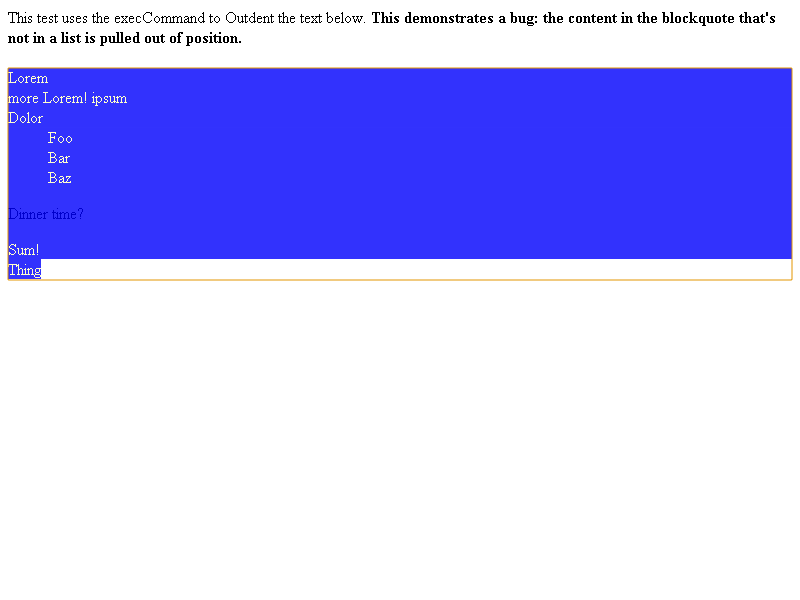 This test uses the execCommand to Outdent the text below. This demonstrates a bug: the content in the blockquote that's
not in a list is pulled out of position.
Lorem
more Lorem! ipsum
Dolor
Foo
Bar
Baz
Dinner time?
Sum!
Thing